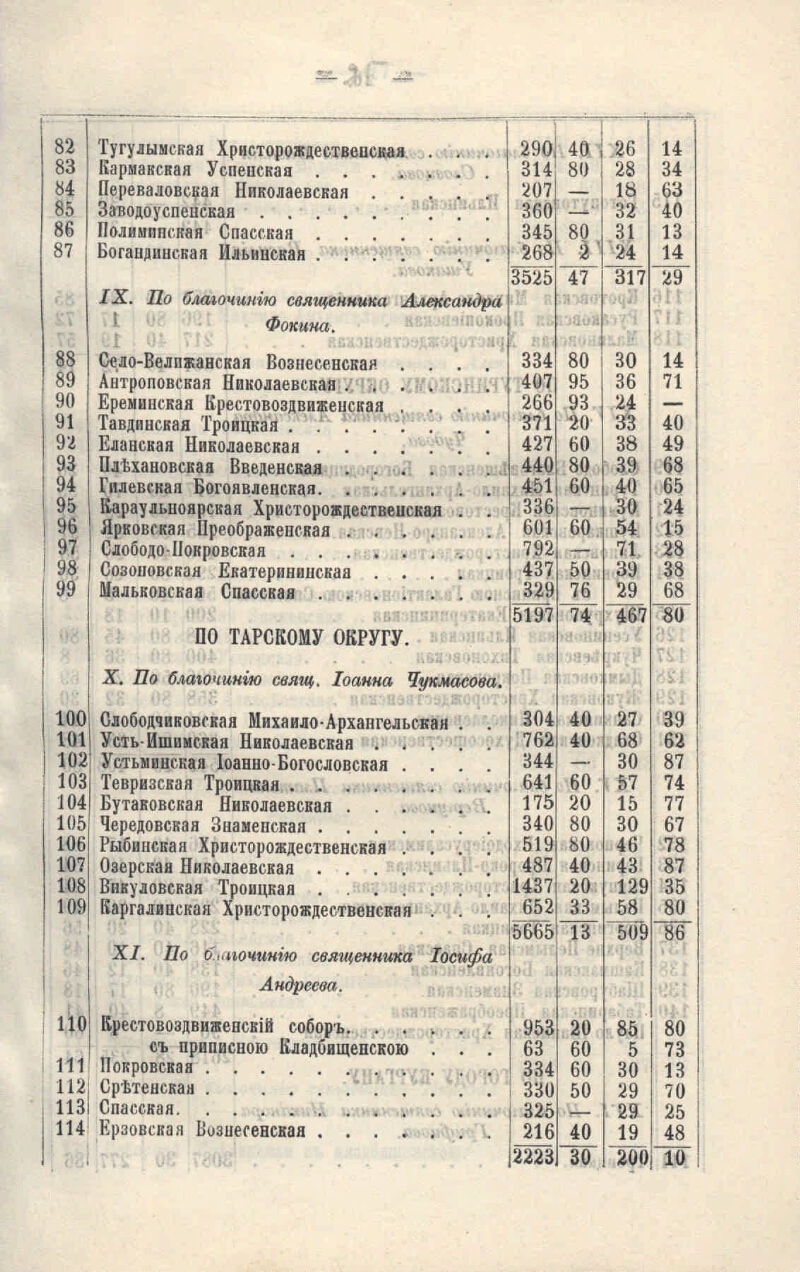 82 Тугулымская Христорождественская . . . 290 40 26 14
83 Кармакская Успенская . . . . . . . 314 80 28 34
84 Переваловская Николаевская . . . . . 207 — 18 63
85 Заводоуспенская . . . . . . . . . 360 — 32 40
86 Полиминская Спасская . . . . . . . 345 80 31 13
87 Богандинская Ильинская . . . . . . . 268 2 24 14
3525 47 317 29
IX. По благочинію священника Александра
Фокина.
88 Село-Велижанская Вознесенская . . . . 334 80 30 14
89 Антроповская Николаевская . . . . . . 407 95 36 71
90 Ереминская Крестовоздвиженская . . . . 266 93 24 —
91 Тавдинская Троицкая . . . . . . . . 371 20 33 40
92 Еланская Николаевская . . . . . . . 427 60 38 49
93 Плѣхановская Введенская . . . . . . 440 80 39 68
94 Гилевская Богоявленская. . . . . . . 451 60 40 65
95 Караульноярская Христорождественская . . 336 — 30 24
96 Ярковская Преображенская . . . . . . 601 60 54 15
97 Слободо-Покровская . . . . . . . . 792 — 71 28
98 Созоновская Екатерининская . . . . . 437 50 39 38
99 Мальковская Спасская . . . . . . . 329 76 29 68
5197 74 467 80
ПО ТАРСКОМУ ОКРУГУ.
X. По благочинію свящ. Іоанна Чукмасова.
100 Слободчиковская Михаило-Архангельская . . 304 40 27 39
101 Усть-Ишимская Николаевская . . . . . 762 40 68 62
102 Устьминская Іоанно-Богословская . . . . 344 — 30 87
103 Тевризская Троицкая . . . . . . . . 641 60 57 74
104 Бутаковская Николаевская . . . . . . 175 20 15 77
105 Чередовская Знаменская . . . . . . . 340 80 30 67
106 Рыбинская Христорождественская . . . . 519 80 46 78
107 Озерская Николаевская . . . . . . . 487 40 43 87
108 Викуловская Троицкая . . . . . . . 1437 20 129 35
109 Каргалинская Христорождественская . . . 652 33 58 80
5665 13 509 86
XI. По благочинію священника Іосифа
Андреева.
110 Крестовоздвиженскій соборъ. . . . . . 953 20 85 80
съ приписною Кладбищенскою . . . 63 60 5 73
111 Покровская . . . . . . . . . . . 334 60 30 13
112 Срѣтенская . . . . . . . . . . . 330 50 29 70
113 Спасская. . . . . . . . . . . . 325 — 29 25
114 Ерзовская Вознесенская . . . . . . . 216 40 19 48
2223 30 200 10